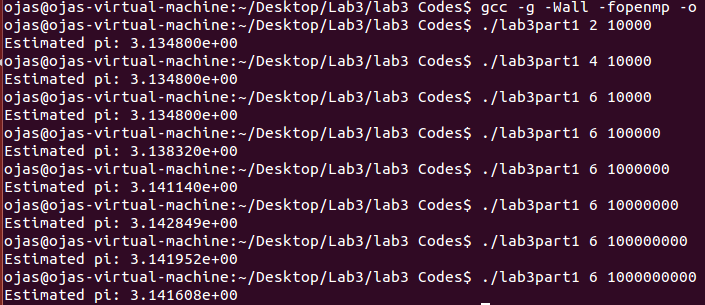 ojas@ojas-virtual-machine:~/Desktop/Lab3/lab3 Codes$ gcc -g -Wall -fopenmp -o
ojas@ojas-virtual-machine:~/Desktop/Lab3/lab3 Codes$ ./lab3part1 2 10000
Estimated pi: 3.134800e+00
ojas@ojas-virtual-machine:~/Desktop/Lab3/lab3 Codes$ ./lab3part1 4 10000
Estimated pi: 3.134800e+00
ojas@ojas-virtual-machine:~/Desktop/Lab3/lab3 Codes$ ./lab3part1 6 10000
Estimated pi: 3.134800e+00
ojas@ojas-virtual-machine:~/Desktop/Lab3/lab3 Codes$ ./lab3part1 6 100000
Estimated pi: 3.138320e+00
ojas@ojas-virtual-machine:~/Desktop/Lab3/lab3 Codes$ ./lab3part1 6 1000000
Estimated pi: 3.141140e+00
ojas@ojas-virtual-machine:~/Desktop/Lab3/lab3 Codes$ ./lab3part1 6 10000000
Estimated pi: 3.142849e+00
ojas@ojas-virtual-machine:~/Desktop/Lab3/lab3 Codes$ ./lab3part1 6 100000000
Estimated pi: 3.141952e+00
ojas@ojas-virtual-machine:~/Desktop/Lab3/lab3 Codes$ ./lab3part1 6 1000000000
Estimated pi: 3.141608e+00